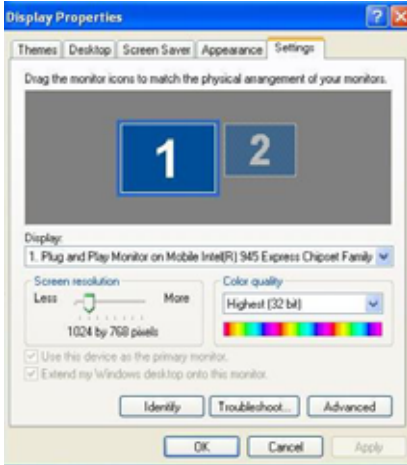 Display Properties
Themes Desktop Screen Saver Appearance Settings
Drag the monitor icons to match the physical arrangement of your monitors.
1 2
Display:
1. Plug and Play Monitor on Mobile Intel(R) 945 Express Chipset Family
Screen resolution Color quality
Less More Highest (32 bit)
1024 by 768 pixels
Use this device as the primary monitor.
Extend my Windows desktop onto this monitor.
Identify Troubleshoot... Advanced
OK Cancel Apply